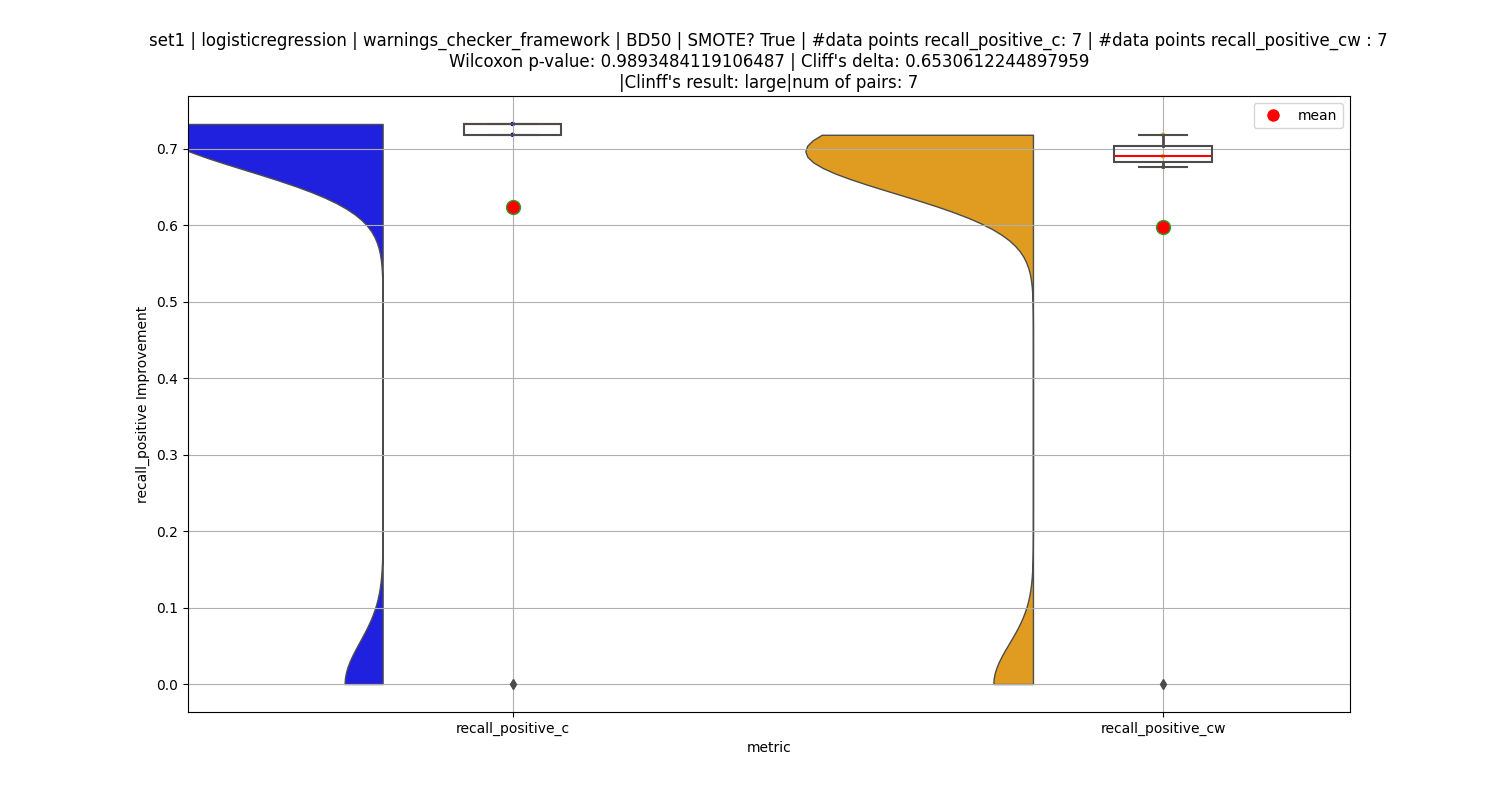 set1 | logisticregression | warnings_checker_framework | BD50 | SMOTE? True | #data points recall_positive_c: 7 | #data points recall_positive_cw : 7
Wilcoxon p-value: 0.9893484119106487 | Cliff's delta: 0.6530612244897959
|Clinff's result: large|num of pairs: 7
mean
recall_positive Improvement
0.7
0.6
0.5
0.4
0.3
0.2
0.1
0.0
recall_positive_c
recall_positive_cw
metric